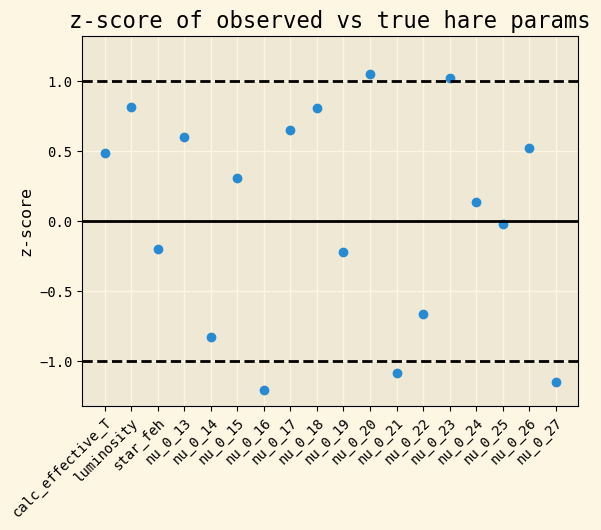 z-score of observed vs true hare params
z-score
1.0
0.5
0.0
−0.5
−1.0
calc_effective_T
luminosity
star_feh
nu_0_13
nu_0_14
nu_0_15
nu_0_16
nu_0_17
nu_0_18
nu_0_19
nu_0_20
nu_0_21
nu_0_22
nu_0_23
nu_0_24
nu_0_25
nu_0_26
nu_0_27